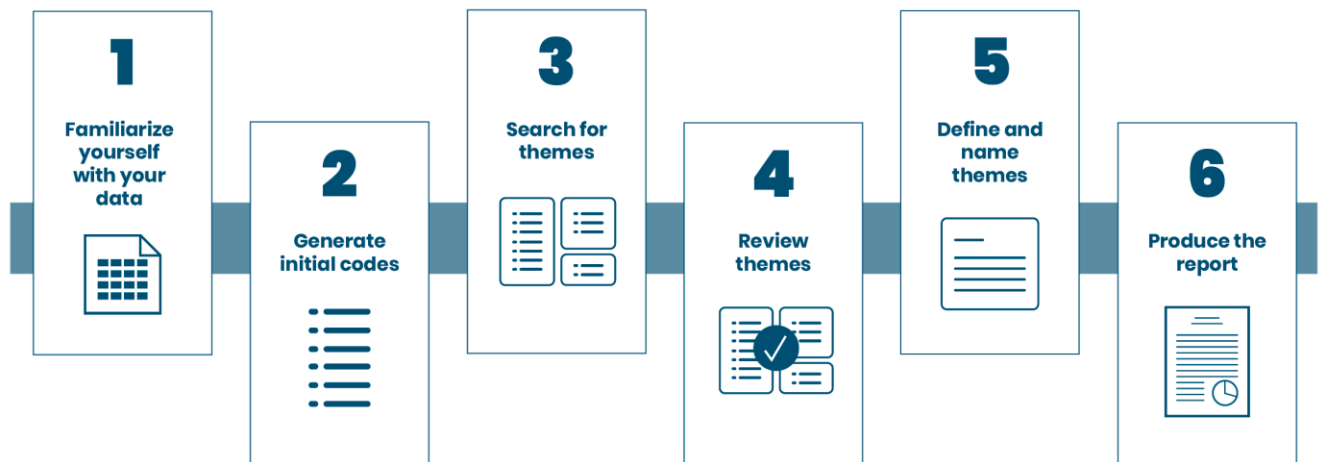 1
Familiarize
yourself
with your
data
2
Generate
initial codes
3
Search for
themes
4
Review
themes
5
Define and
name
themes
6
Produce the
report